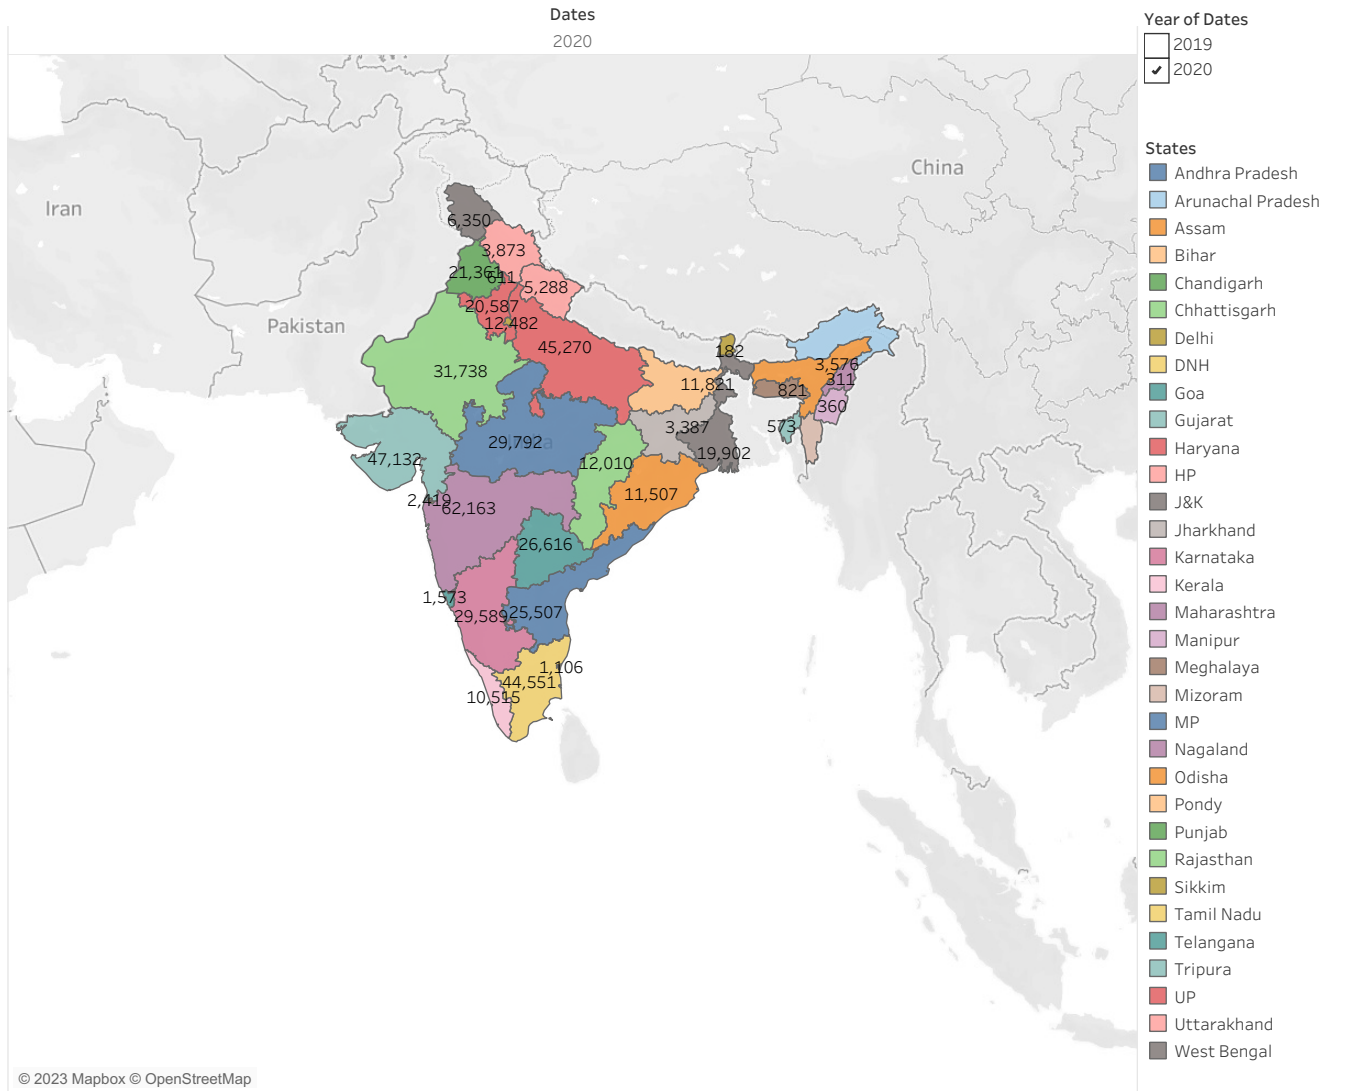 Dates
2020
Year of Dates
2019
2020
States
Andhra Pradesh
Arunachal Pradesh
Assam
Bihar
Chandigarh
Chhattisgarh
Delhi
DNH
Goa
Gujarat
Haryana
HP
J&K
Jharkhand
Karnataka
Kerala
Maharashtra
Manipur
Meghalaya
Mizoram
MP
Nagaland
Odisha
Pondy
Punjab
Rajasthan
Sikkim
Tamil Nadu
Telangana
Tripura
UP
Uttarakhand
West Bengal
China
Iran
Pakistan
6,350
3,873
21,361
611
5,288
20,587
12,482
45,270
182
31,738
3,576
311
11,821
821
360
573
3,387
29,792
19,902
47,132
12,010
2,419
62,163
11,507
26,616
1,573
29,589
25,507
1,106
44,551
10,515
© 2023 Mapbox © OpenStreetMap